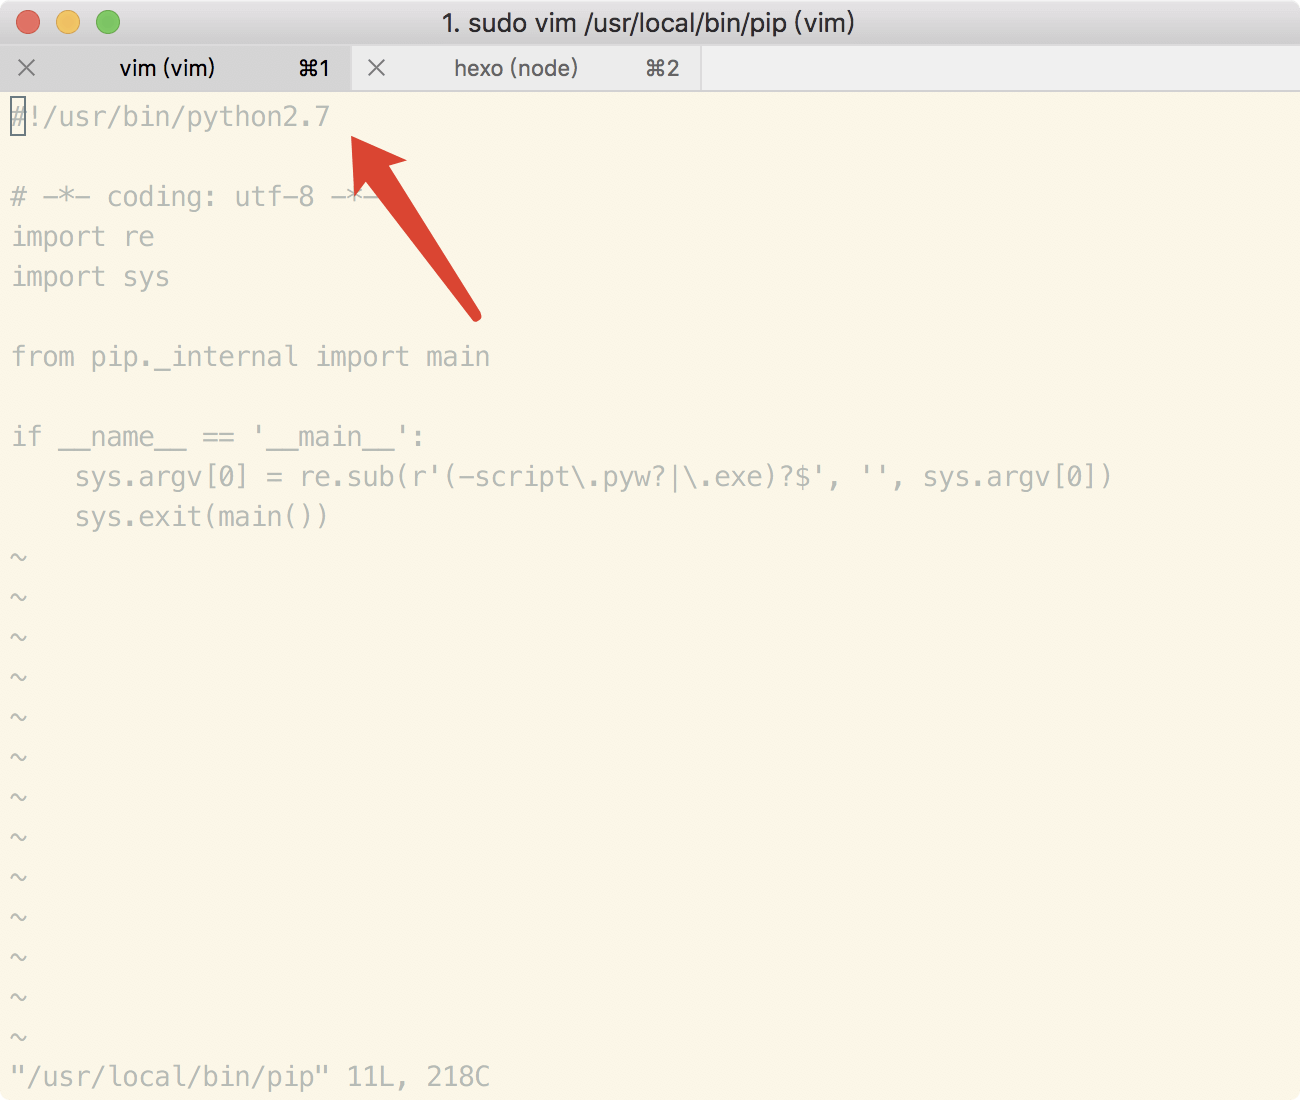 1. sudo vim /usr/local/bin/pip (vim)
vim (vim) ⌘1 hexo (node) ⌘2
#!/usr/bin/python2.7
# -*- coding: utf-8 -*-
import re
import sys
from pip._internal import main
if __name__ == '__main__':
    sys.argv[0] = re.sub(r'(-script\.pyw?|\.exe)?$', '', sys.argv[0])
    sys.exit(main())
~
~
~
~
~
~
~
~
~
~
~
~
~
"/usr/local/bin/pip" 11L, 218C